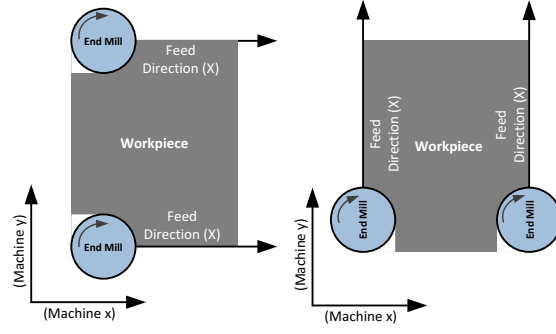 End Mill
Feed
Direction (X)
Workpiece
Feed
Direction (X)
End Mill
(Machine y)
(Machine x)
Feed
Direction (X)
Workpiece
Feed
Direction (X)
End Mill
End Mill
(Machine y)
(Machine x)